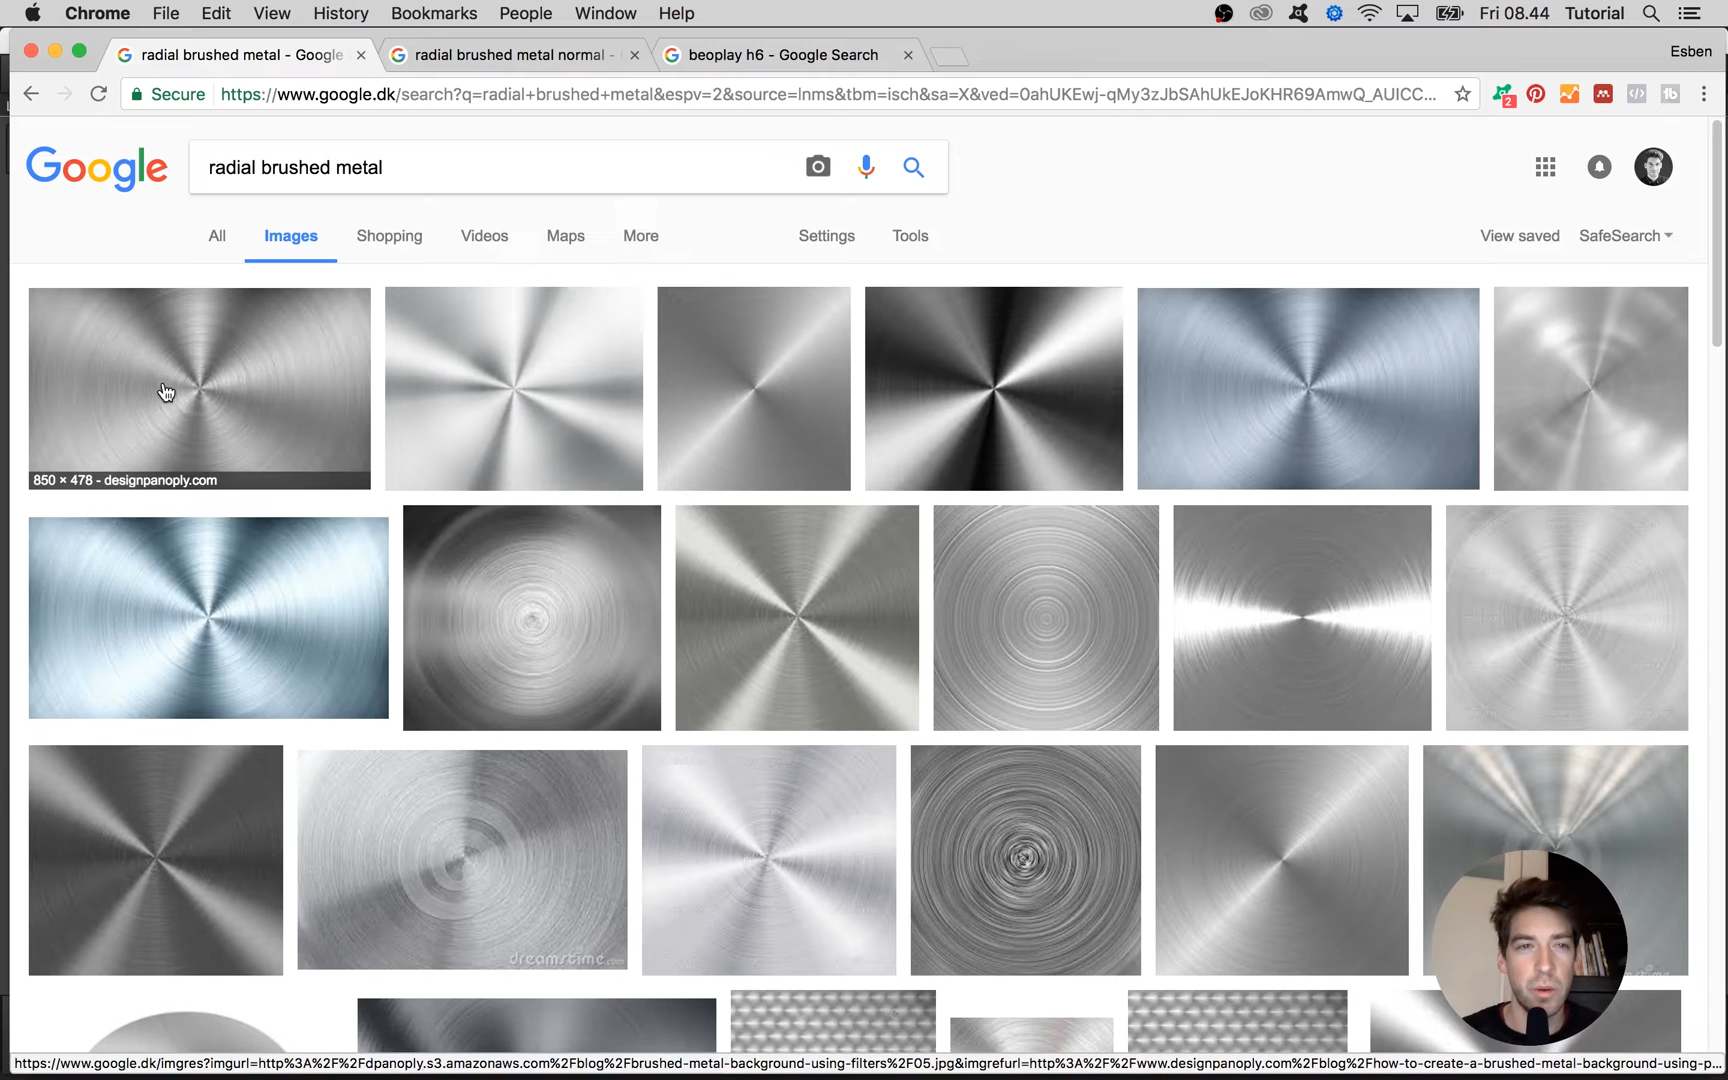 Chrome File Edit View History Bookmarks People Window Help Fri 08.44 Tutorial
radial brushed metal - Google radial brushed metal normal - beoplay h6 - Google Search Esben
Secure https://www.google.dk/search?q=radial+brushed+metal&espv=2&source=lnms&tbm=isch&sa=X&ved=0ahUKEwj-qMy3zJbSAhUkEJoKHR69AmwQ_AUICC... 2
Google radial brushed metal
All Images Shopping Videos Maps More Settings Tools View saved SafeSearch
850 × 478 - designpanoply.com
dreamstime.com
https://www.google.dk/imgres?imgurl=http%3A%2F%2Fdpanoply.s3.amazonaws.com%2Fblog%2Fbrushed-metal-background-using-filters%2F05.jpg&imgrefurl=http%3A%2F%2Fwww.designpanoply.com%2Fblog%2Fhow-to-create-a-brushed-metal-background-using-p...